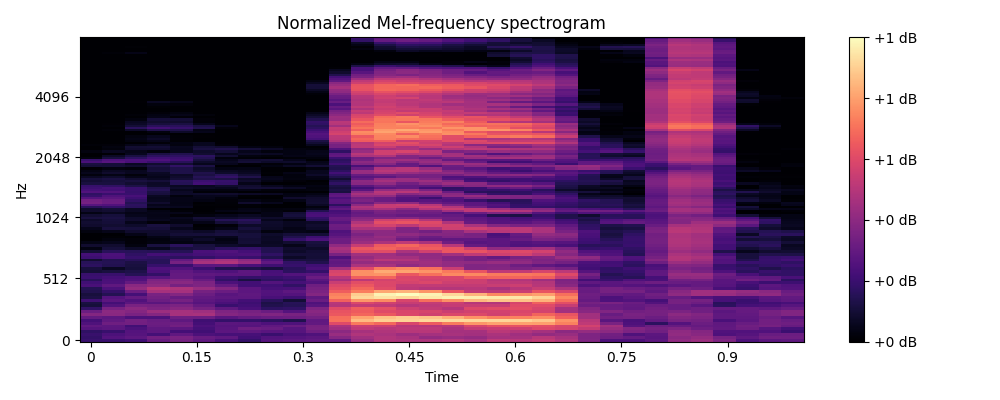 Normalized Mel-frequency spectrogram
Hz
4096
2048
1024
512
0
0 0.15 0.3 0.45 0.6 0.75 0.9
Time
+1 dB
+1 dB
+1 dB
+0 dB
+0 dB
+0 dB